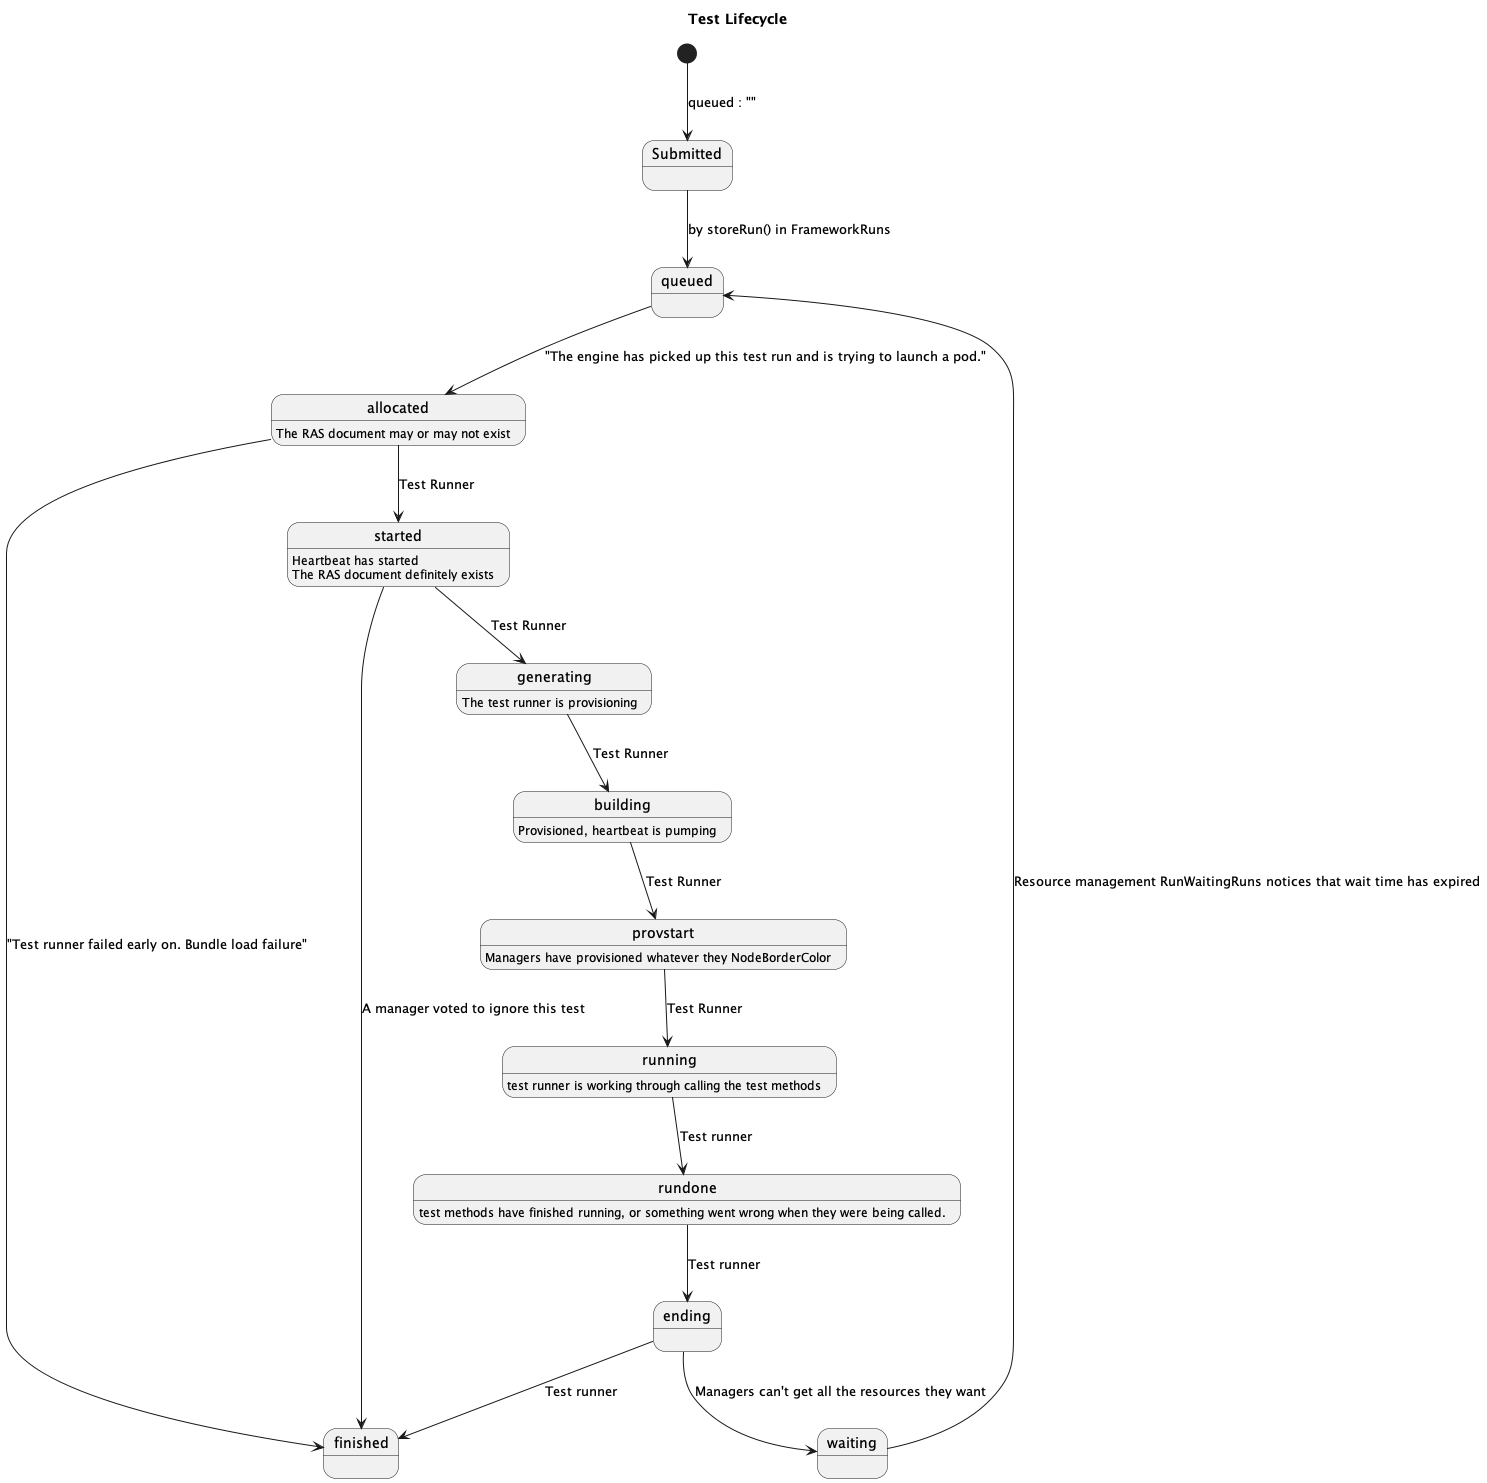 Test Lifecycle
queued : ""
Submitted
by storeRun() in FrameworkRuns
queued
"The engine has picked up this test run and is trying to launch a pod."
allocated
The RAS document may or may not exist
Test Runner
started
Heartbeat has started
The RAS document definitely exists
Test Runner
generating
The test runner is provisioning
Test Runner
building
Provisioned, heartbeat is pumping
Test Runner
Resource management RunWaitingRuns notices that wait time has expired
provstart
Managers have provisioned whatever they NodeBorderColor
"Test runner failed early on. Bundle load failure"
A manager voted to ignore this test
Test Runner
running
test runner is working through calling the test methods
Test runner
rundone
test methods have finished running, or something went wrong when they were being called.
Test runner
ending
Test runner
Managers can't get all the resources they want
finished
waiting